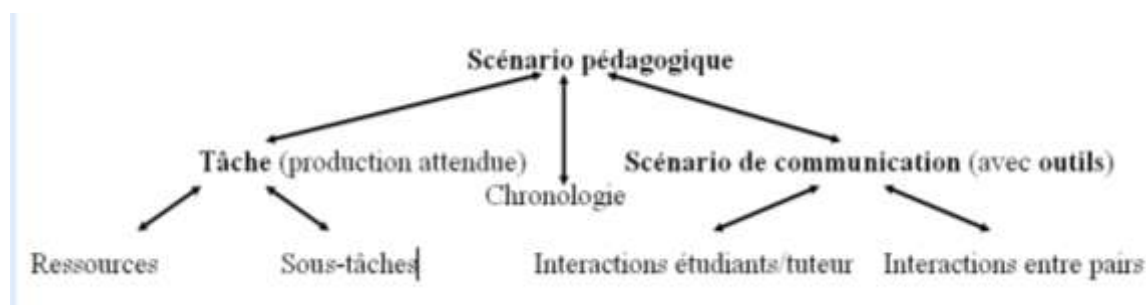 Scénario pédagogique
Tâche (production attendue)
Scénario de communication (avec outils)
Chronologie
Ressources
Sous-tâches
Interactions étudiants/tuteur
Interactions entre pairs